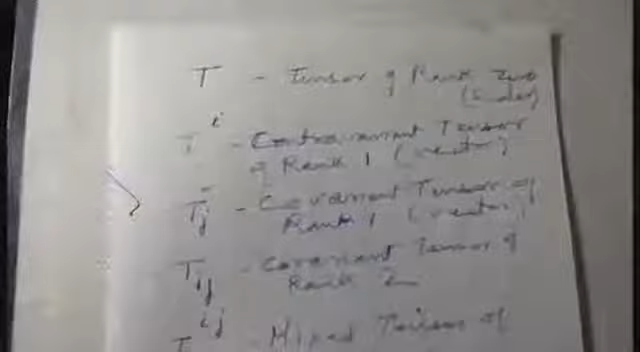 T - Tensor of Rank Zero
(Scalar)
T^i - Contravariant Tensor
of Rank 1 (vector)
T_j - Covariant Tensor of
Rank 1 (vector)
T_ij - Covariant Tensor of
Rank 2
T^ij - Mixed Tensor of